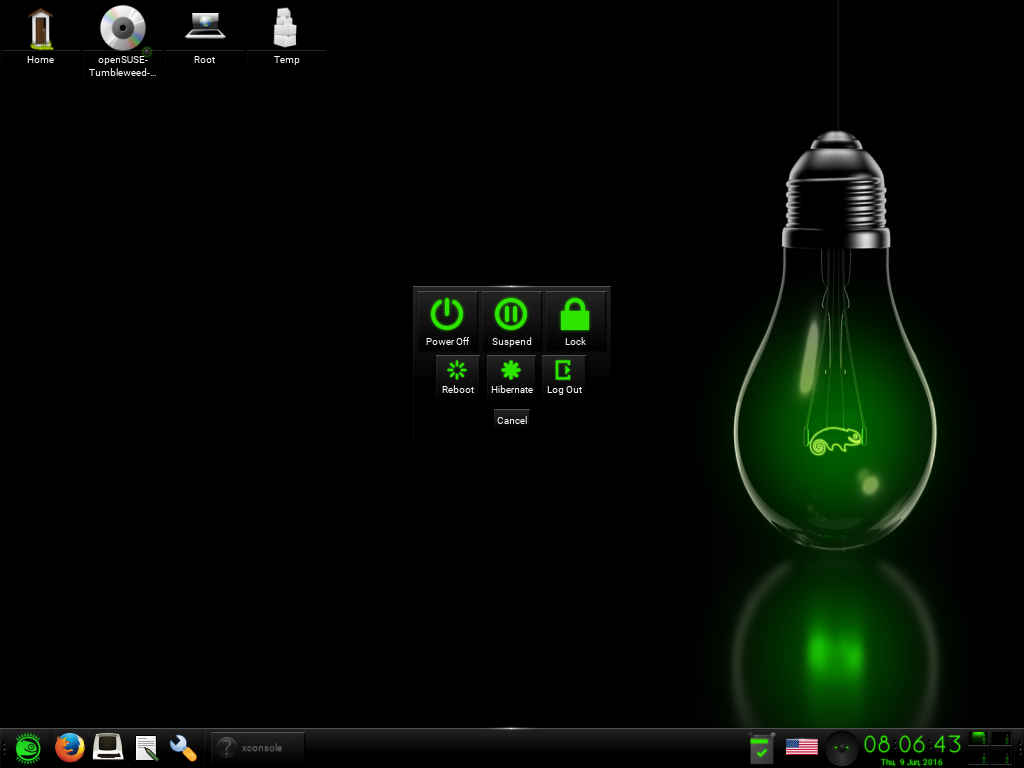 Home
openSUSE-
Tumbleweed-...
Root
Temp
Power Off
Suspend
Lock
Reboot
Hibernate
Log Out
Cancel
xconsole
08:06:43
Thu, 9 Jun, 2016